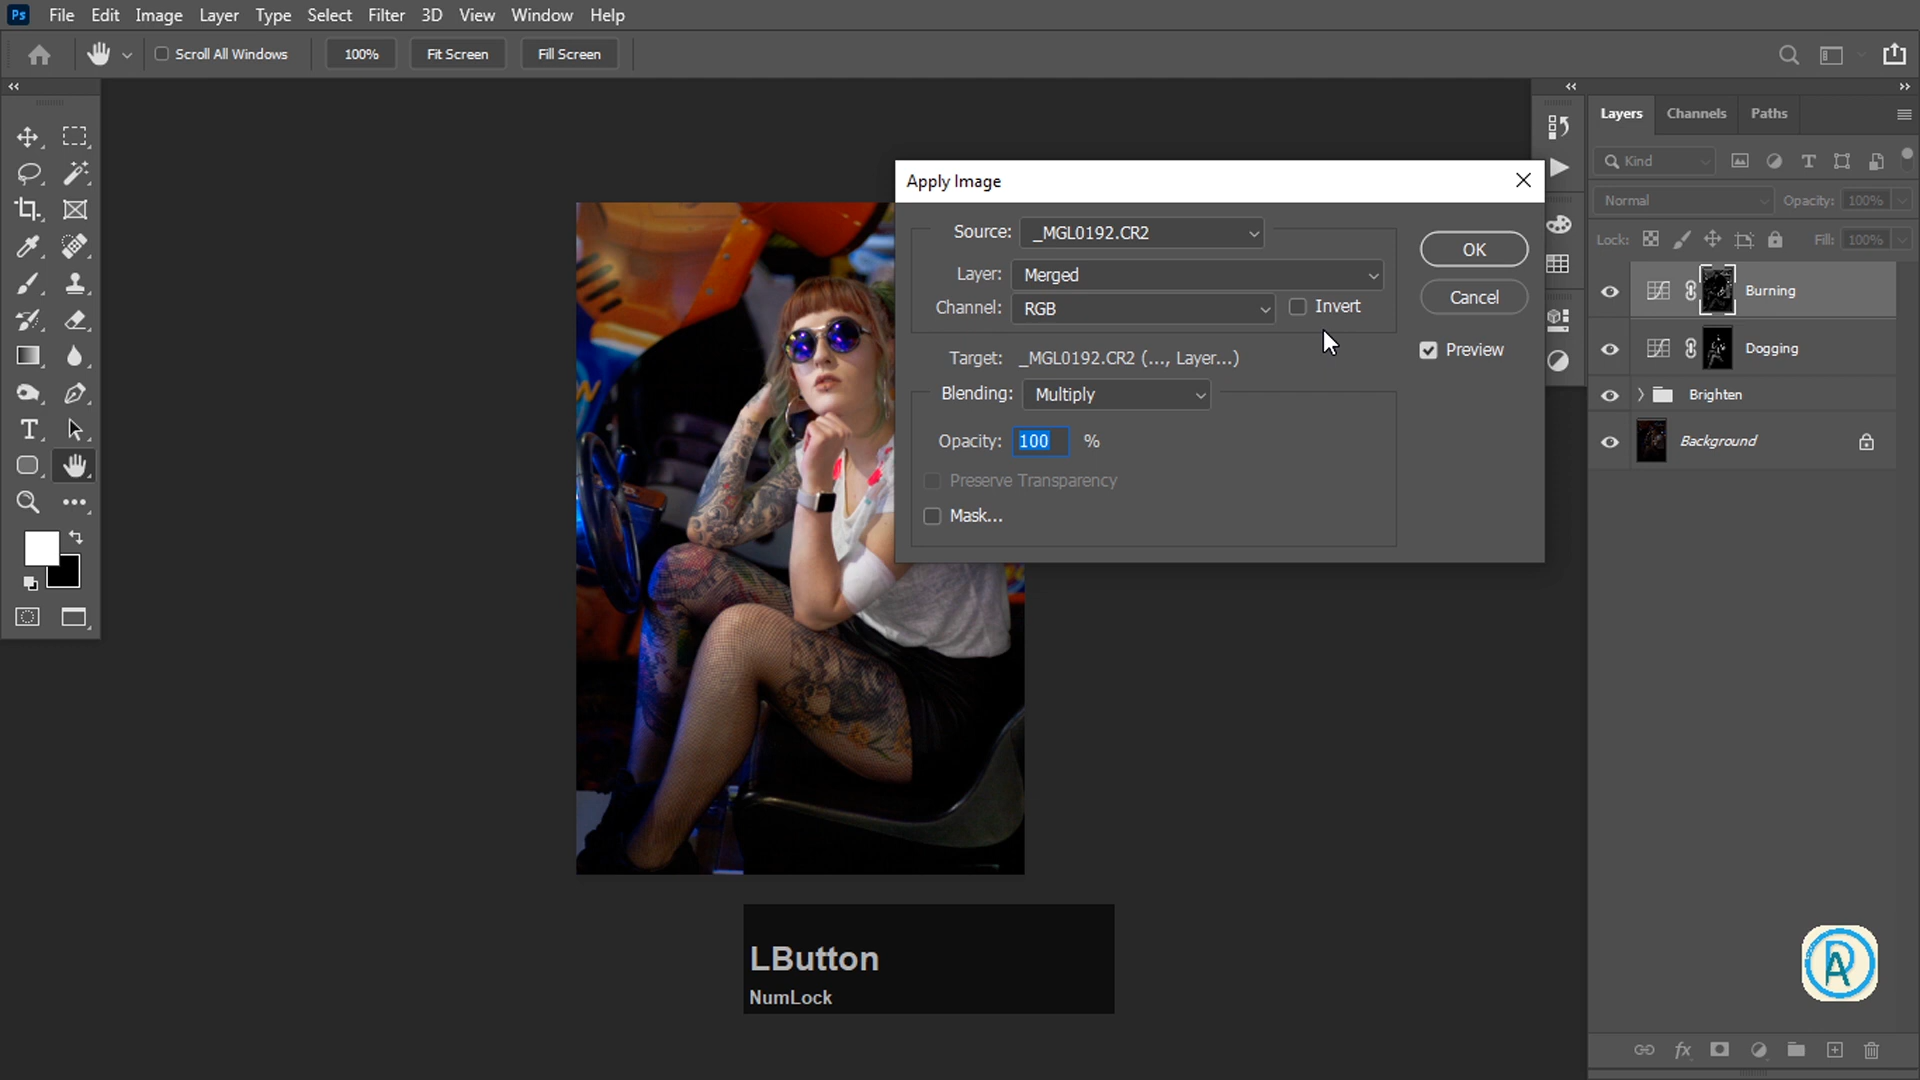 Ps File Edit Image Layer Type Select Filter 3D View Window Help
Scroll All Windows 100% Fit Screen Fill Screen
Layers Channels Paths
Kind
Normal Opacity: 100%
Lock: Fill: 100%
Burning
Dogging
Brighten
Background
Apply Image
Source: _MGL0192.CR2
Layer: Merged
Channel: RGB Invert
Target: _MGL0192.CR2 (..., Layer...)
Blending: Multiply
Opacity: 100 %
Preserve Transparency
Mask...
OK
Cancel
Preview
LButton
NumLock